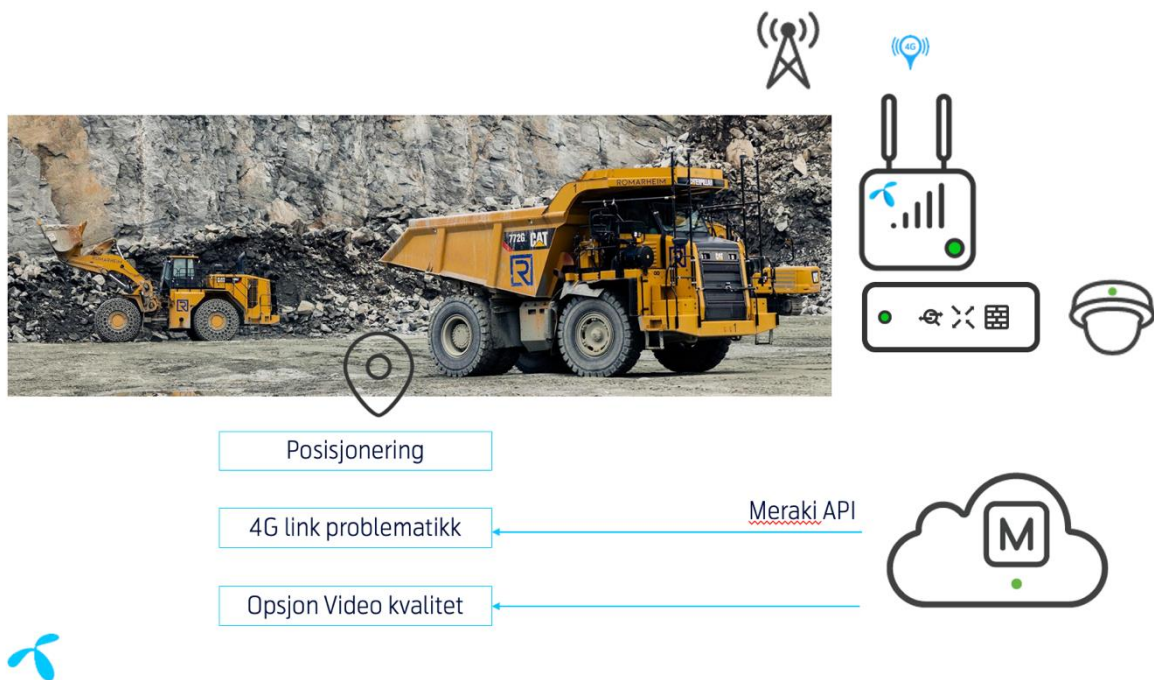 4G
ROMARHEIM
CATERPILLAR
772G CAT
R
Posisjonering
4G link problematikk
Meraki API
M
Opsjon Video kvalitet